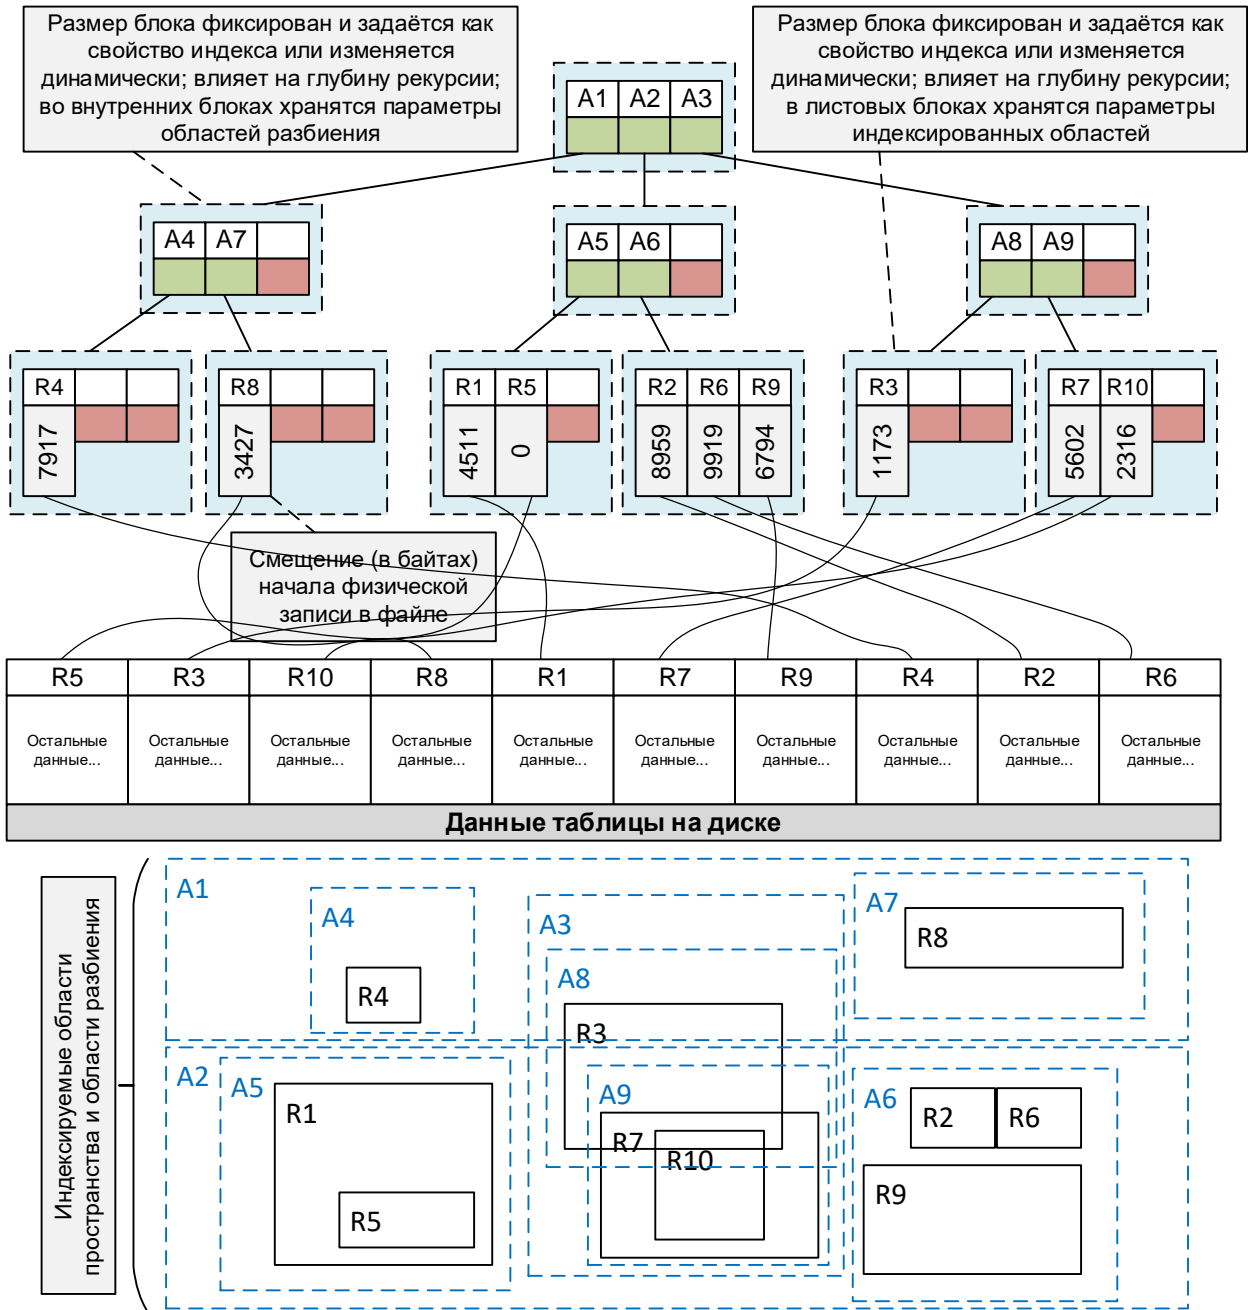 Размер блока фиксирован и задаётся как
свойство индекса или изменяется
динамически; влияет на глубину рекурсии;
во внутренних блоках хранятся параметры
областей разбиения
Размер блока фиксирован и задаётся как
свойство индекса или изменяется
динамически; влияет на глубину рекурсии;
в листовых блоках хранятся параметры
индексированных областей
A1 A2 A3
A4 A7
A5 A6
A8 A9
R4
R8
R1 R5
R2 R6 R9
R3
R7 R10
7917
3427
4511 0
8959 9919 6794
1173
5602 2316
Смещение (в байтах)
начала физической
записи в файле
R5 R3 R10 R8 R1 R7 R9 R4 R2 R6
Остальные Остальные Остальные Остальные Остальные Остальные Остальные Остальные Остальные Остальные
данные... данные... данные... данные... данные... данные... данные... данные... данные... данные...
Данные таблицы на диске
Индексируемые области
пространства и области разбиения
A1
A4
R4
A3
A8
R3
A7
R8
A2
A5
R1
R5
A9
R7
R10
A6
R2
R6
R9